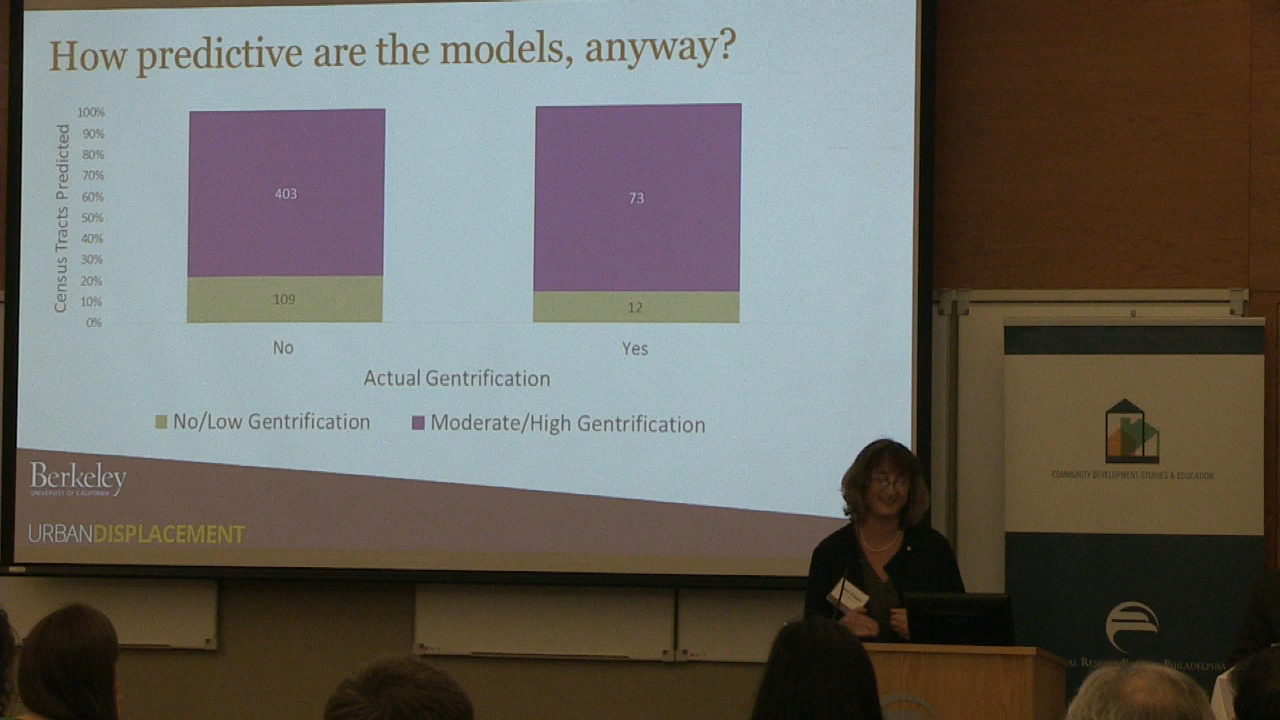 How predictive are the models, anyway?
Census Tracts Predicted
100%
90%
80%
70%
60%
50%
40%
30%
20%
10%
0%
403
109
73
12
No
Yes
Actual Gentrification
No/Low Gentrification
Moderate/High Gentrification
Berkeley
UNIVERSITY OF CALIFORNIA
URBANDISPLACEMENT
COMMUNITY DEVELOPMENT STUDIES & EDUCATION
PHILADELPHIA